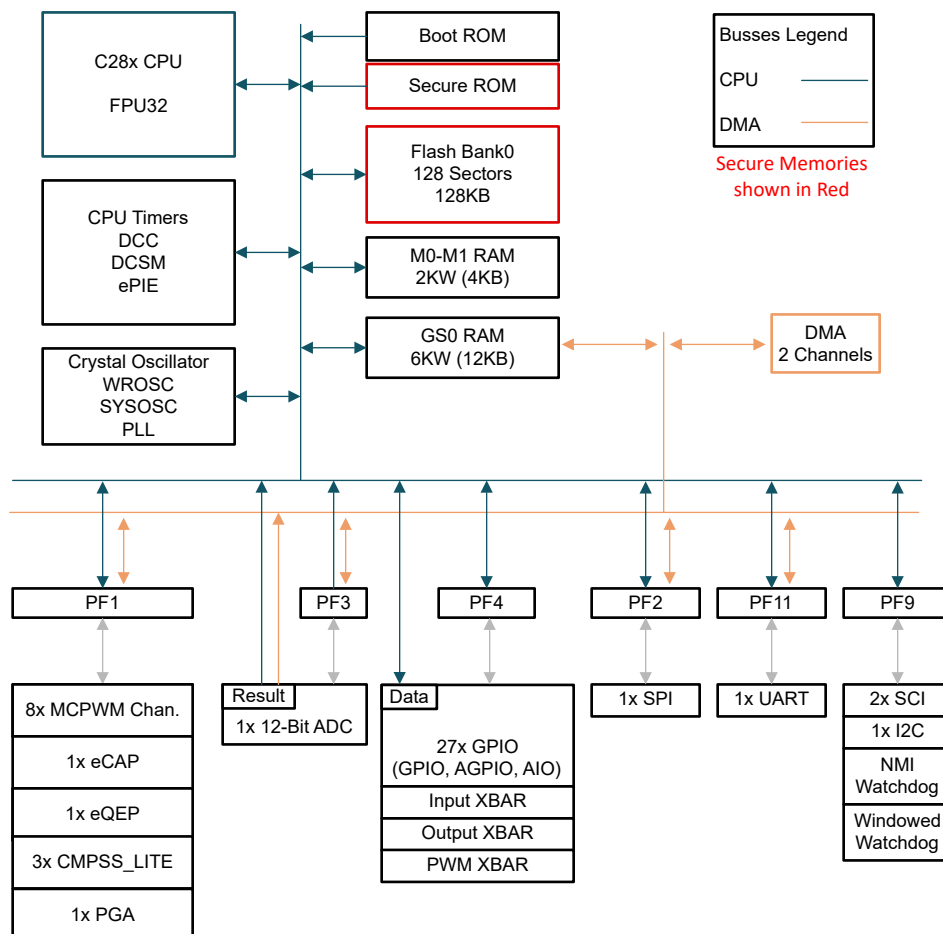 C28x CPU
FPU32
CPU Timers
DCC
DCSM
ePIE
Crystal Oscillator
WROSC
SYSOSC
PLL
Boot ROM
Secure ROM
Flash Bank0
128 Sectors
128KB
M0-M1 RAM
2KW (4KB)
GS0 RAM
6KW (12KB)
Busses Legend
CPU
DMA
Secure Memories
shown in Red
DMA
2 Channels
PF1
PF3
PF4
PF2
PF11
PF9
8x MCPWM Chan.
1x eCAP
1x eQEP
3x CMPSS_LITE
1x PGA
Result
1x 12-Bit ADC
Data
27x GPIO
(GPIO, AGPIO, AIO)
Input XBAR
Output XBAR
PWM XBAR
1x SPI
1x UART
2x SCI
1x I2C
NMI
Watchdog
Windowed
Watchdog